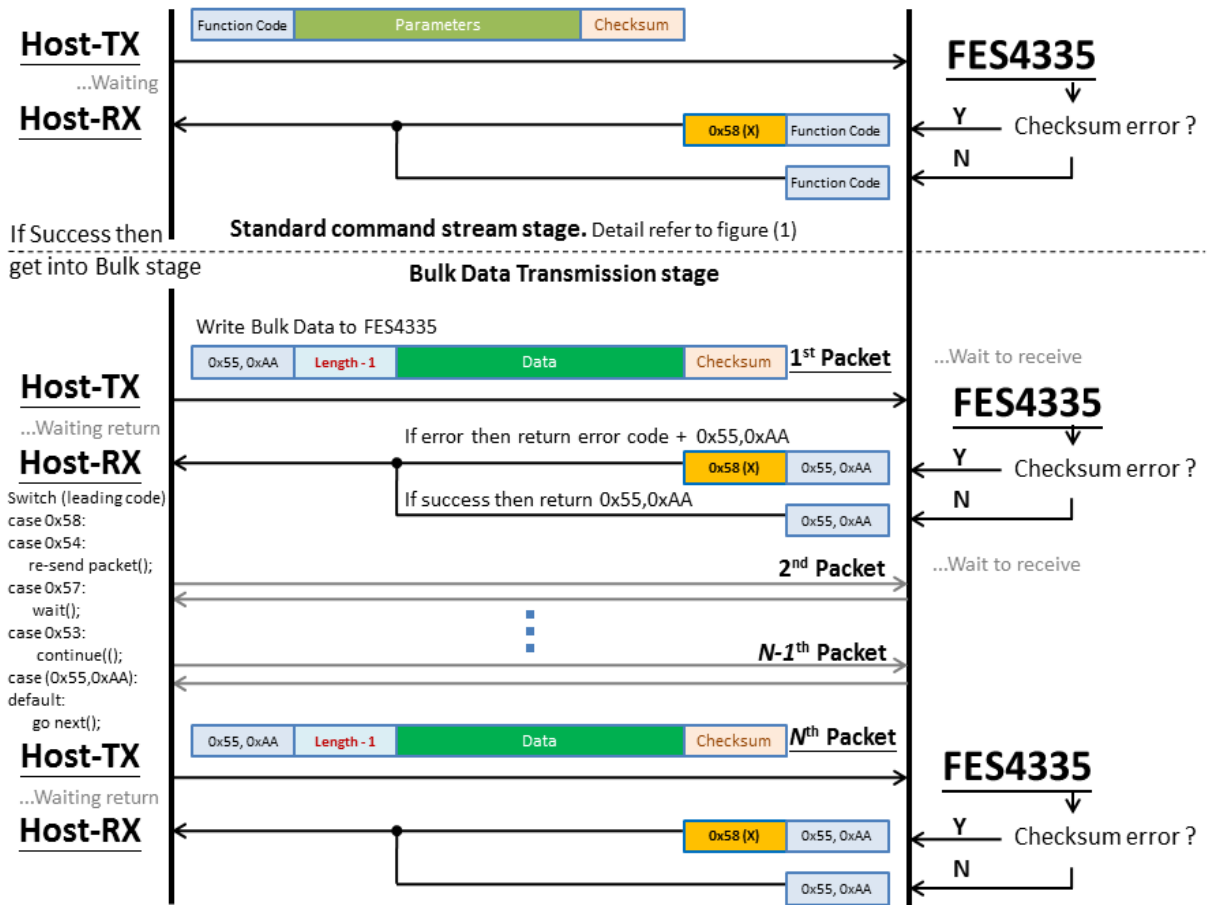 Function Code Parameters Checksum
Host-TX
FES4335
...Waiting
Host-RX
0x58 (X) Function Code
Y
Checksum error ?
N
Function Code
If Success then
Standard command stream stage. Detail refer to figure (1)
get into Bulk stage
Bulk Data Transmission stage
Write Bulk Data to FES4335
0x55, 0xAA Length - 1 Data Checksum 1st Packet
...Wait to receive
Host-TX
FES4335
...Waiting return
If error then return error code + 0x55,0xAA
Host-RX
0x58 (X) 0x55, 0xAA
Y
Checksum error ?
If success then return 0x55,0xAA
N
0x55, 0xAA
Switch (leading code)
case 0x58:
case 0x54:
re-send packet();
case 0x57:
wait();
case 0x53:
continue((); 
case (0x55,0xAA):
default:
go next();
2nd Packet
...Wait to receive
N-1th Packet
0x55, 0xAA Length - 1 Data Checksum Nth Packet
Host-TX
FES4335
...Waiting return
Host-RX
0x58 (X) 0x55, 0xAA
Y
Checksum error ?
N
0x55, 0xAA